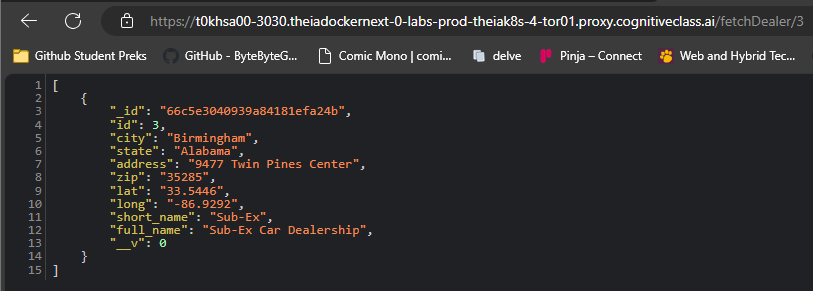 https://t0khsa00-3030.theiadockernext-0-labs-prod-theiak8s-4-tor01.proxy.cognitiveclass.ai/fetchDealer/3
Github Student Preks GitHub - ByteByteG... Comic Mono | comi... delve Pinja – Connect Web and Hybrid Tec...
1 [
2 {
3 "_id": "66c5e3040939a84181efa24b",
4 "id": 3,
5 "city": "Birmingham",
6 "state": "Alabama",
7 "address": "9477 Twin Pines Center",
8 "zip": "35285",
9 "lat": "33.5446",
10 "long": "-86.9292",
11 "short_name": "Sub-Ex",
12 "full_name": "Sub-Ex Car Dealership",
13 "__v": 0
14 }
15 ]